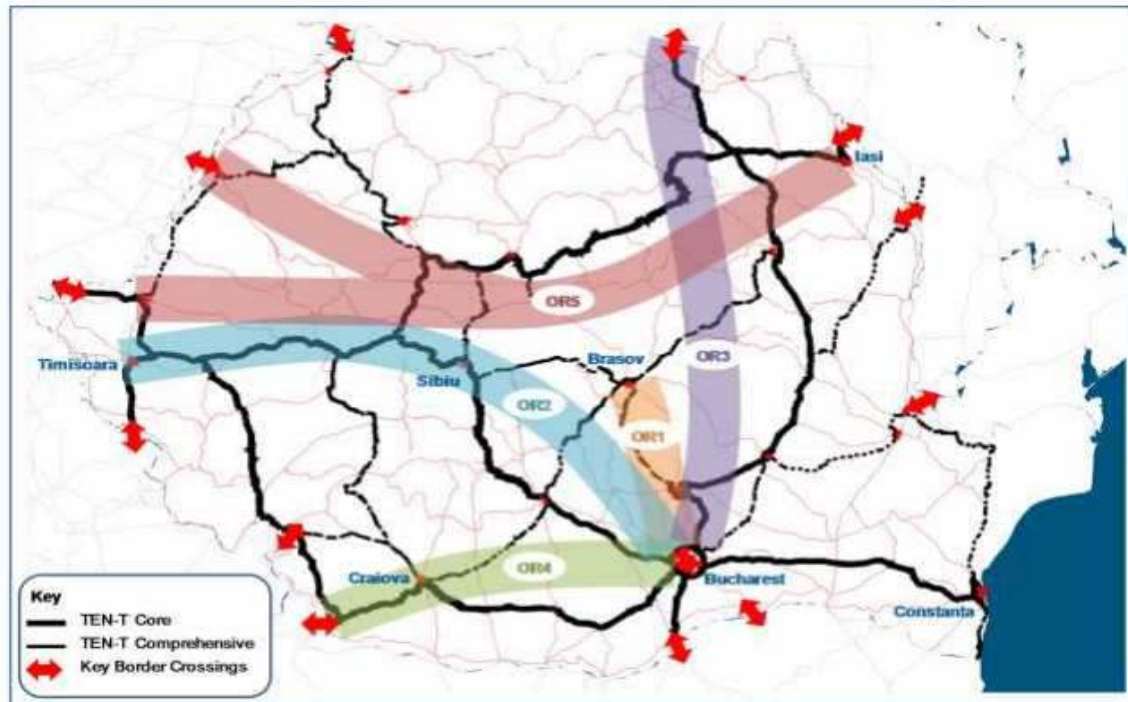 Iasi
OR5
Timisoara
Brasov
OR3
Sibiu
OR2
OR1
Craiova
OR4
Bucharest
Constanta
Key
TEN-T Core
TEN-T Comprehensive
Key Border Crossings